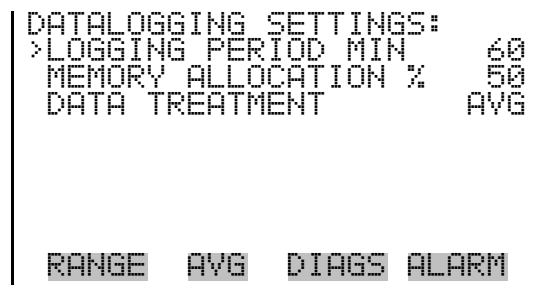 DATALOGGING SETTINGS:
>LOGGING PERIOD MIN 60
MEMORY ALLOCATION % 50
DATA TREATMENT AVG
RANGE AVG DIAGS ALARM